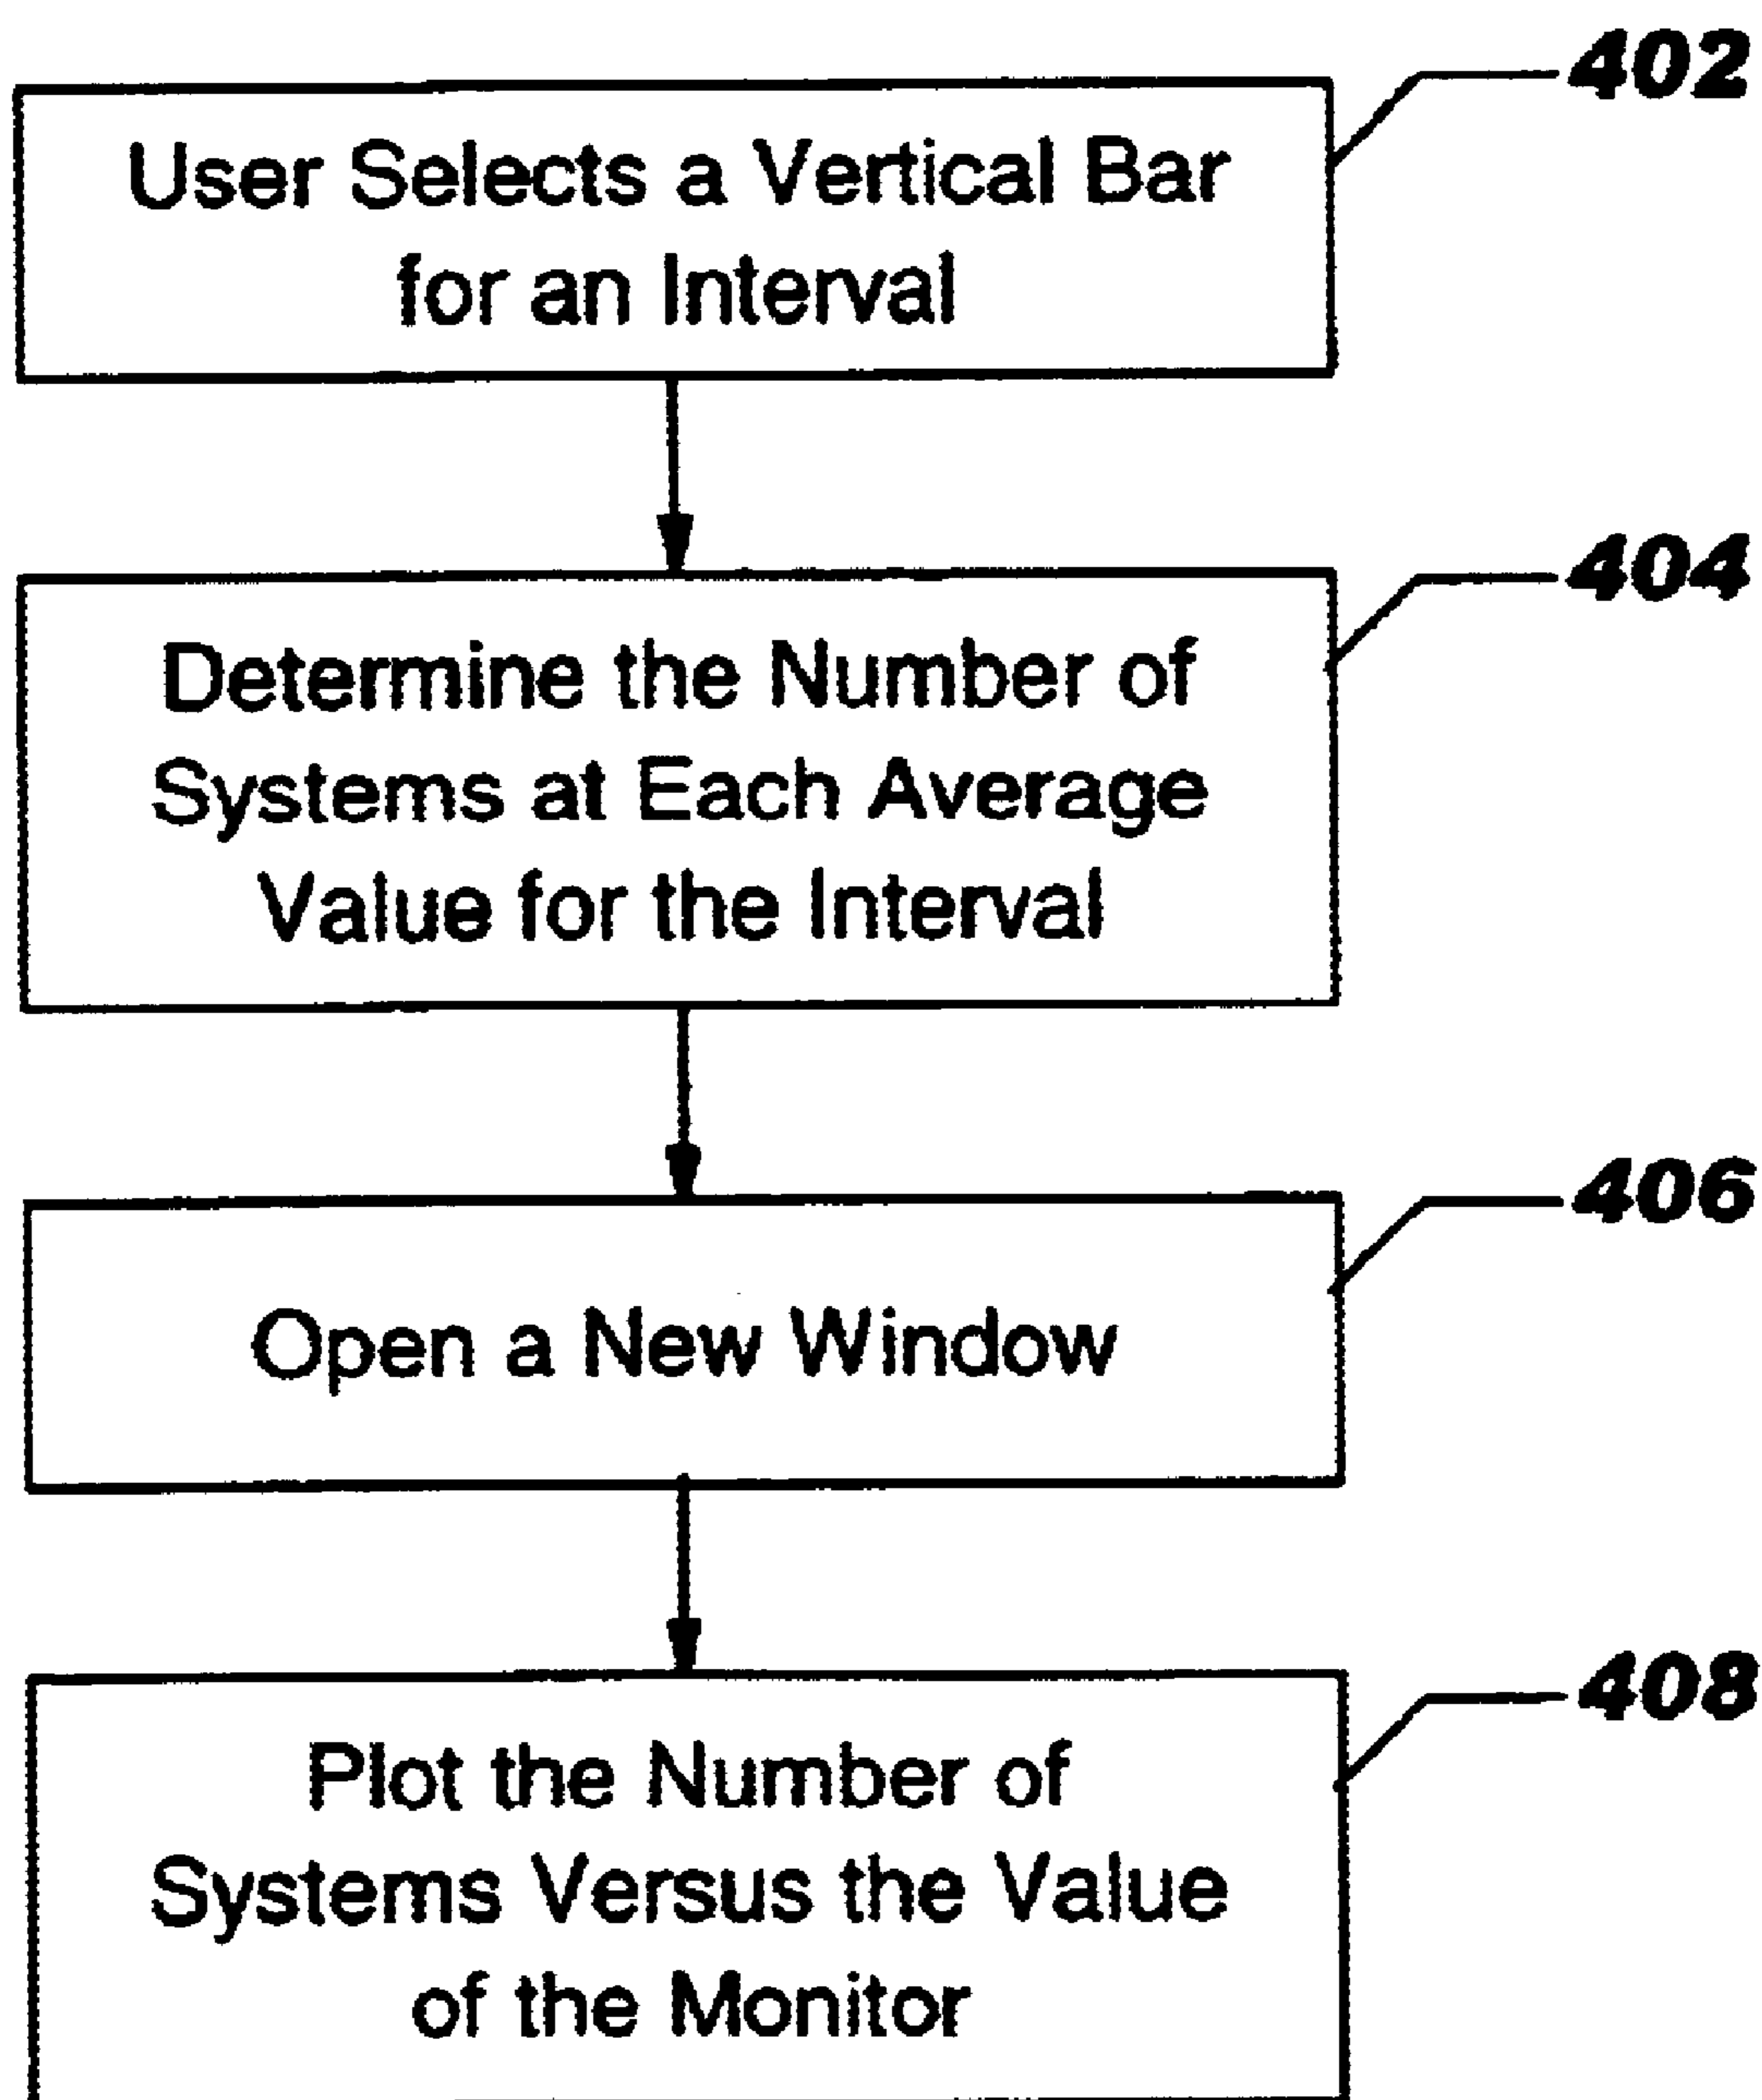 402
User Selects a Vertical Bar
for an Interval
404
Determine the Number of
Systems at Each Average
Value for the Interval
406
Open a New Window
408
Plot the Number of
Systems Versus the Value
of the Monitor